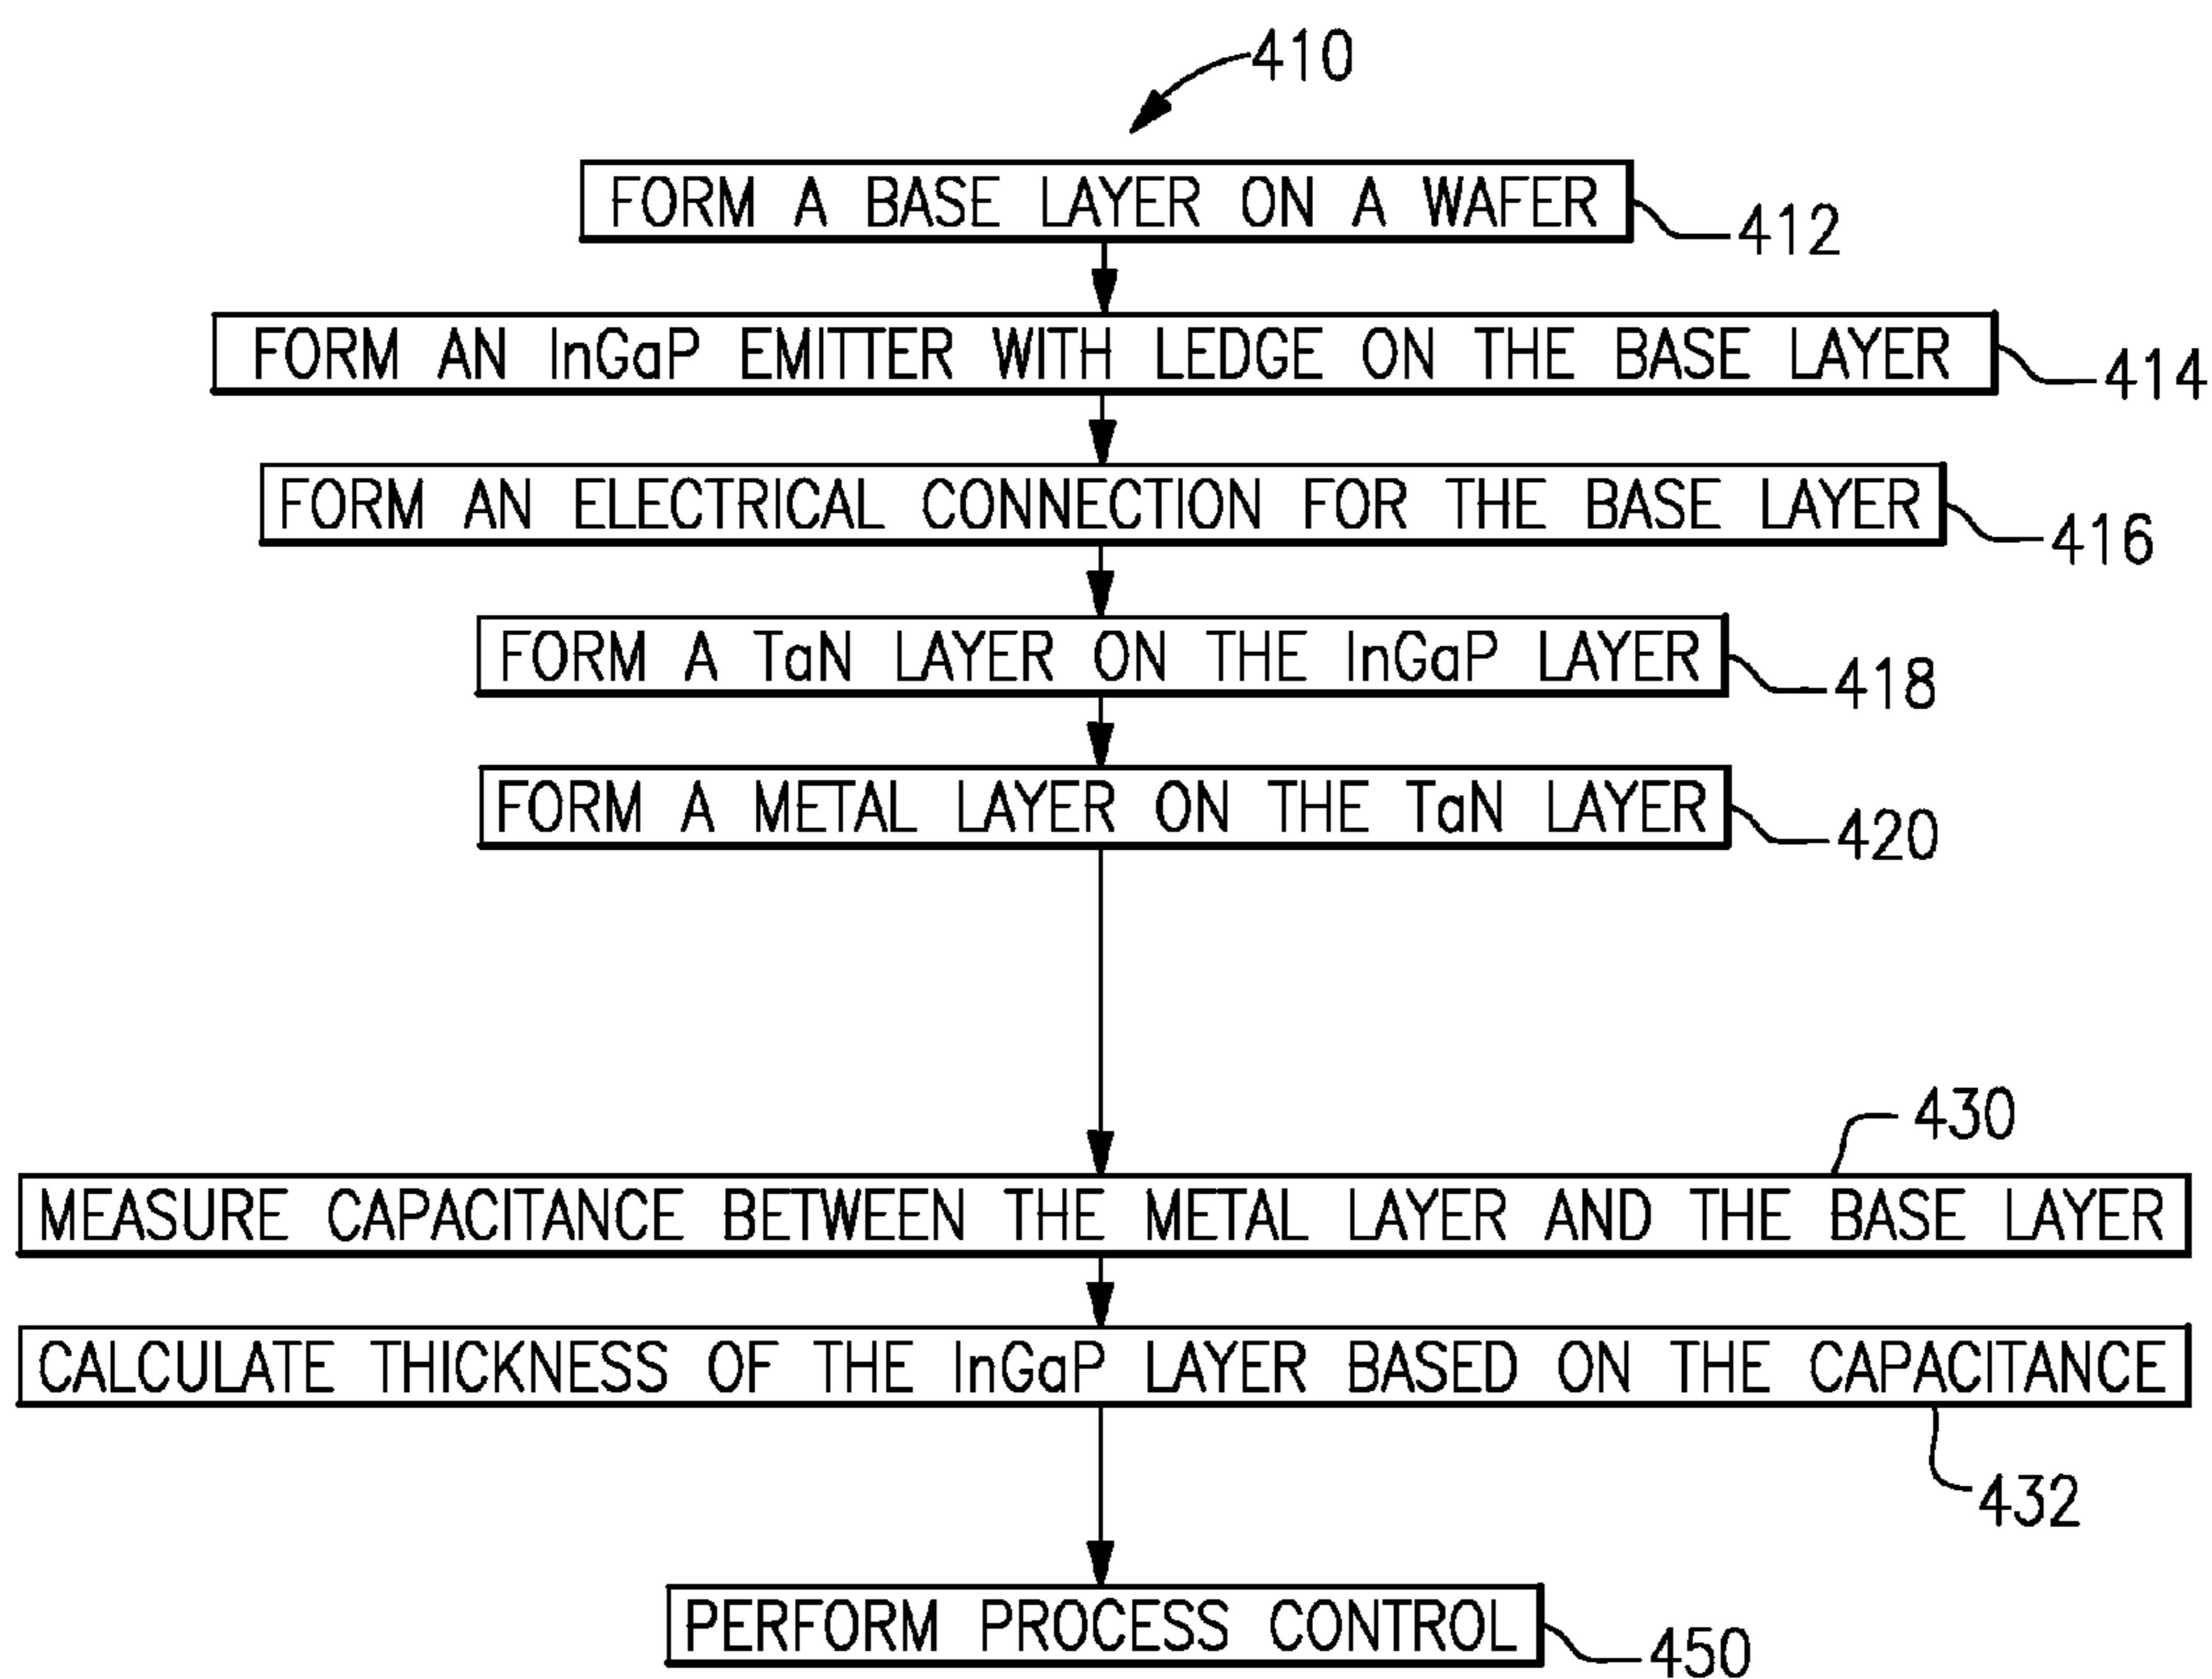 410
FORM A BASE LAYER ON A WAFER
412
FORM AN InGaP EMITTER WITH LEDGE ON THE BASE LAYER
414
FORM AN ELECTRICAL CONNECTION FOR THE BASE LAYER
416
FORM A TaN LAYER ON THE InGaP LAYER
418
FORM A METAL LAYER ON THE TaN LAYER
420
430
MEASURE CAPACITANCE BETWEEN THE METAL LAYER AND THE BASE LAYER
CALCULATE THICKNESS OF THE InGaP LAYER BASED ON THE CAPACITANCE
432
PERFORM PROCESS CONTROL
450